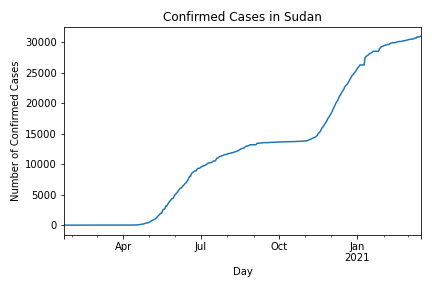 Confirmed Cases in Sudan
30000
25000
20000
15000
10000
5000
0
Number of Confirmed Cases
Apr
Jul
Oct
Jan
2021
Day